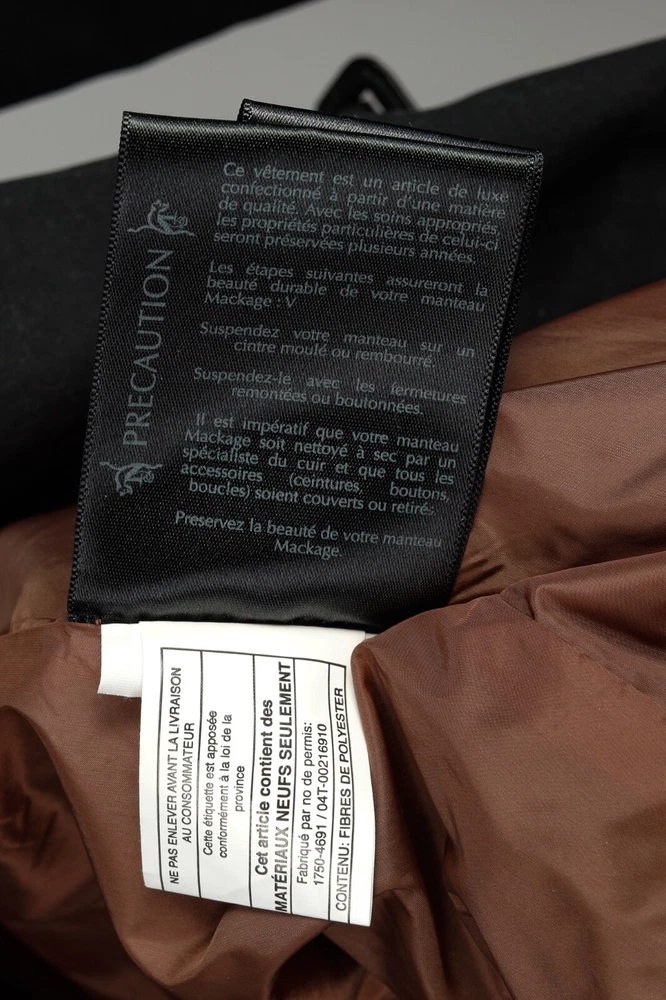 PRECAUTION
Ce vêtement est un article de luxe
confectionné à partir d'une matière
de qualité. Avec les soins appropriés,
les propriétés particulières de celui-ci
seront préservées plusieurs années.
Les étapes suivantes assureront la
beauté durable de votre manteau
Mackage : V
Suspendez votre manteau sur un
cintre moulé ou rembourré.
Suspendez-le avec les fermetures
remontées ou boutonnées.
Il est impératif que votre manteau
Mackage soit nettoyé à sec par un
spécialiste du cuir et que tous les
accessoires (ceintures, boutons,
boucles) soient couverts ou retirés.
Preservez la beauté de votre manteau
Mackage.
NE PAS ENLEVER AVANT LA LIVRAISON
AU CONSOMMATEUR
Cette étiquette est apposée
conformément à la loi de la
province
Cet article contient des
MATÉRIAUX NEUFS SEULEMENT
Fabriqué par no de permis:
1750-4691 / 04T-00216910
CONTENU: FIBRES DE POLYESTER